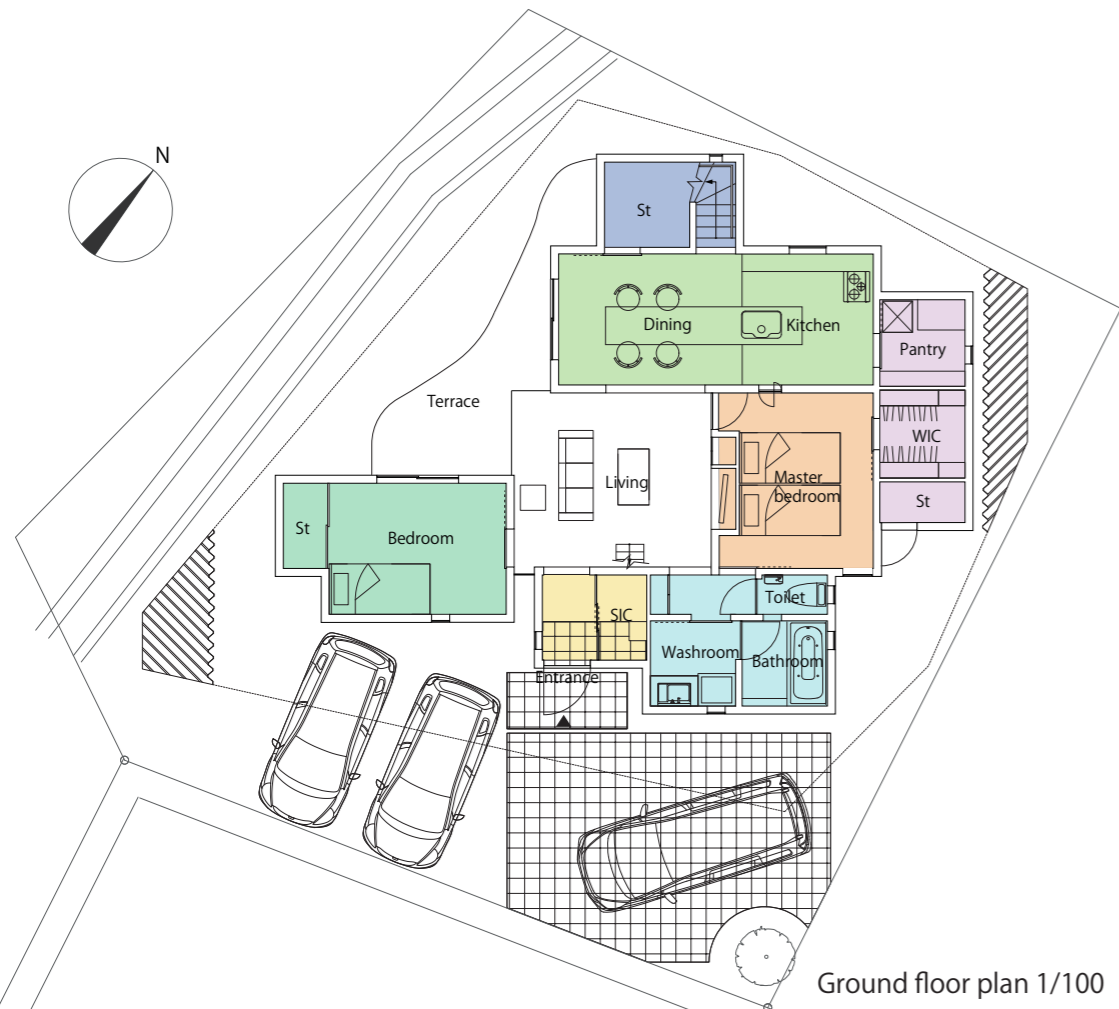 N
St
Dining
Kitchen
Pantry
Terrace
WIC
Living
Master
bedroom
St
St
Bedroom
SIC
Toilet
Washroom
Bathroom
Entrance
Ground floor plan 1/100